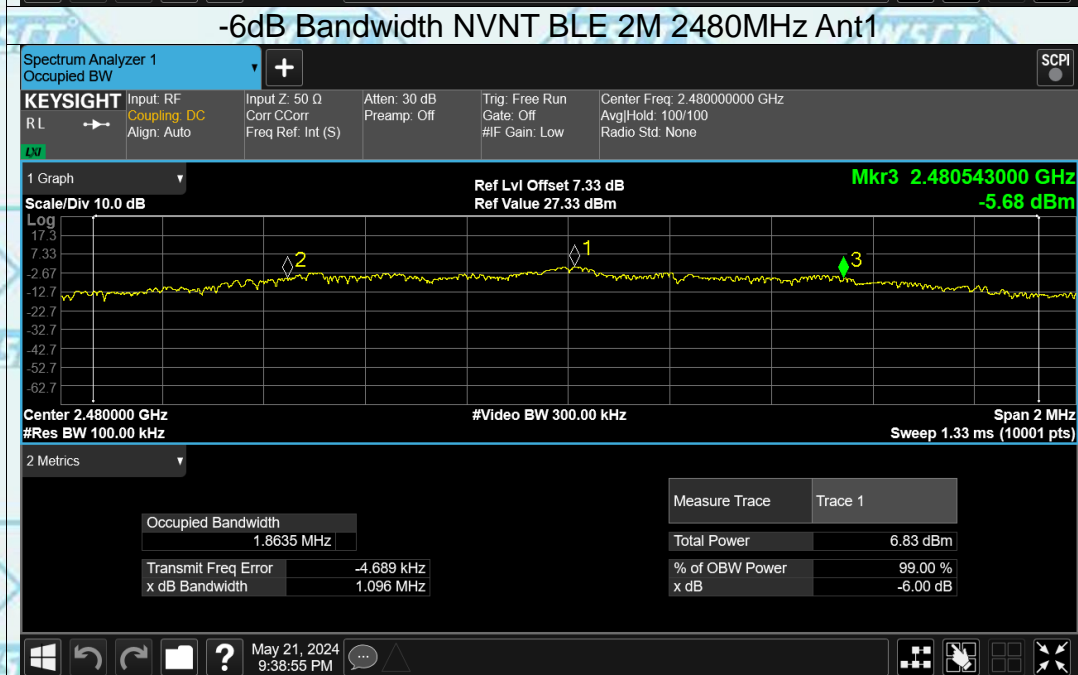 -6dB Bandwidth NVNT BLE 2M 2480MHz Ant1
Spectrum Analyzer 1
Occupied BW
+
SCPI
KEYSIGHT
R L
LXI
Input: RF
Coupling: DC
Align: Auto
Input Z: 50 Ω
Corr CCorr
Freq Ref: Int (S)
Atten: 30 dB
Preamp: Off
Trig: Free Run
Gate: Off
#IF Gain: Low
Center Freq: 2.480000000 GHz
Avg|Hold: 100/100
Radio Std: None
1 Graph
Ref Lvl Offset 7.33 dB
Mkr3 2.480543000 GHz
Scale/Div 10.0 dB
Ref Value 27.33 dBm
-5.68 dBm
Log
17.3
7.33
-2.67
-12.7
-22.7
-32.7
-42.7
-52.7
-62.7
2
1
3
Center 2.480000 GHz
#Video BW 300.00 kHz
Span 2 MHz
#Res BW 100.00 kHz
Sweep 1.33 ms (10001 pts)
2 Metrics
Occupied Bandwidth
1.8635 MHz
Transmit Freq Error -4.689 kHz
x dB Bandwidth 1.096 MHz
Measure Trace Trace 1
Total Power 6.83 dBm
% of OBW Power 99.00 %
x dB -6.00 dB
?
May 21, 2024
9:38:55 PM